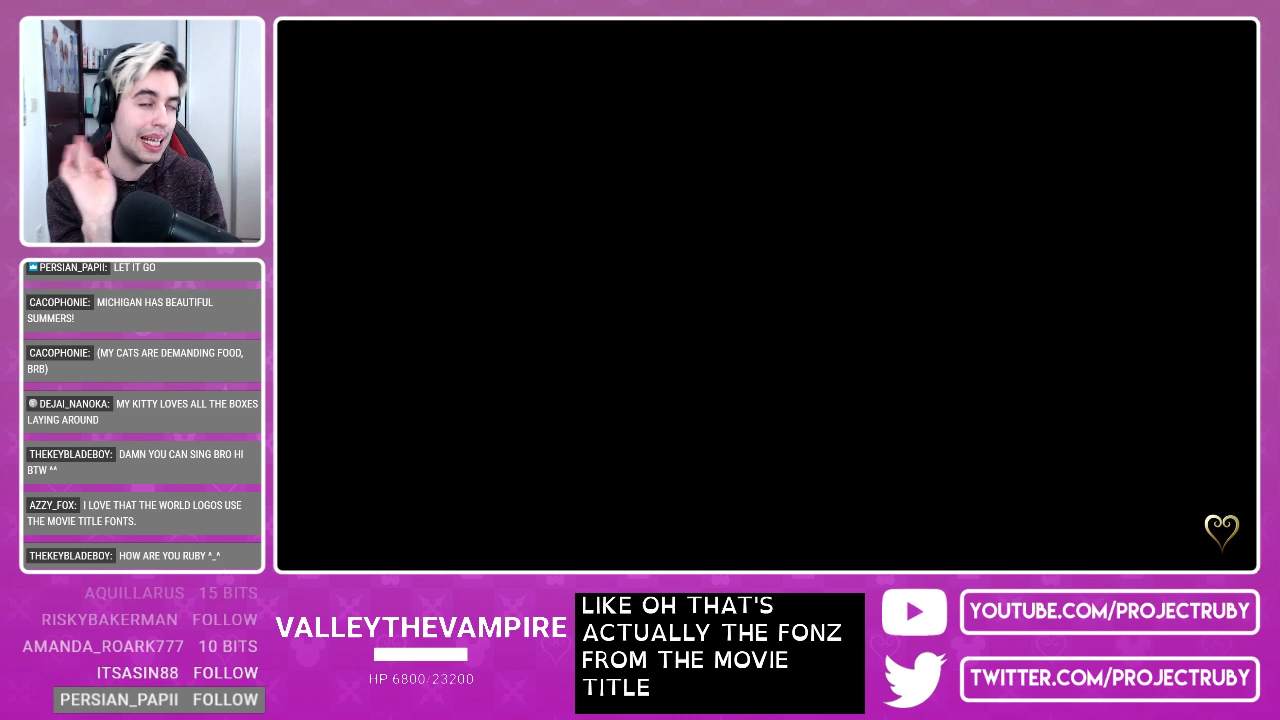 PERSIAN_PAPII: LET IT GO
CACOPHONIE: MICHIGAN HAS BEAUTIFUL
SUMMERS!
CACOPHONIE: (MY CATS ARE DEMANDING FOOD,
BRB)
DEJAI_NANOKA: MY KITTY LOVES ALL THE BOXES
LAYING AROUND
THEKEYBLADEBOY: DAMN YOU CAN SING BRO HI
BTW ^^
AZZY_FOX: I LOVE THAT THE WORLD LOGOS USE
THE MOVIE TITLE FONTS.
THEKEYBLADEBOY: HOW ARE YOU RUBY ^_^
AQUILLARUS 15 BITS
RISKYBAKERMAN FOLLOW
AMANDA_ROARK777 10 BITS
ITSASIN88 FOLLOW
PERSIAN_PAPII FOLLOW
VALLEYTHEVAMPIRE
HP 6800/23200
LIKE OH THAT'S
ACTUALLY THE FONZ
FROM THE MOVIE
TITLE
YOUTUBE.COM/PROJECTRUBY
TWITTER.COM/PROJECTRUBY